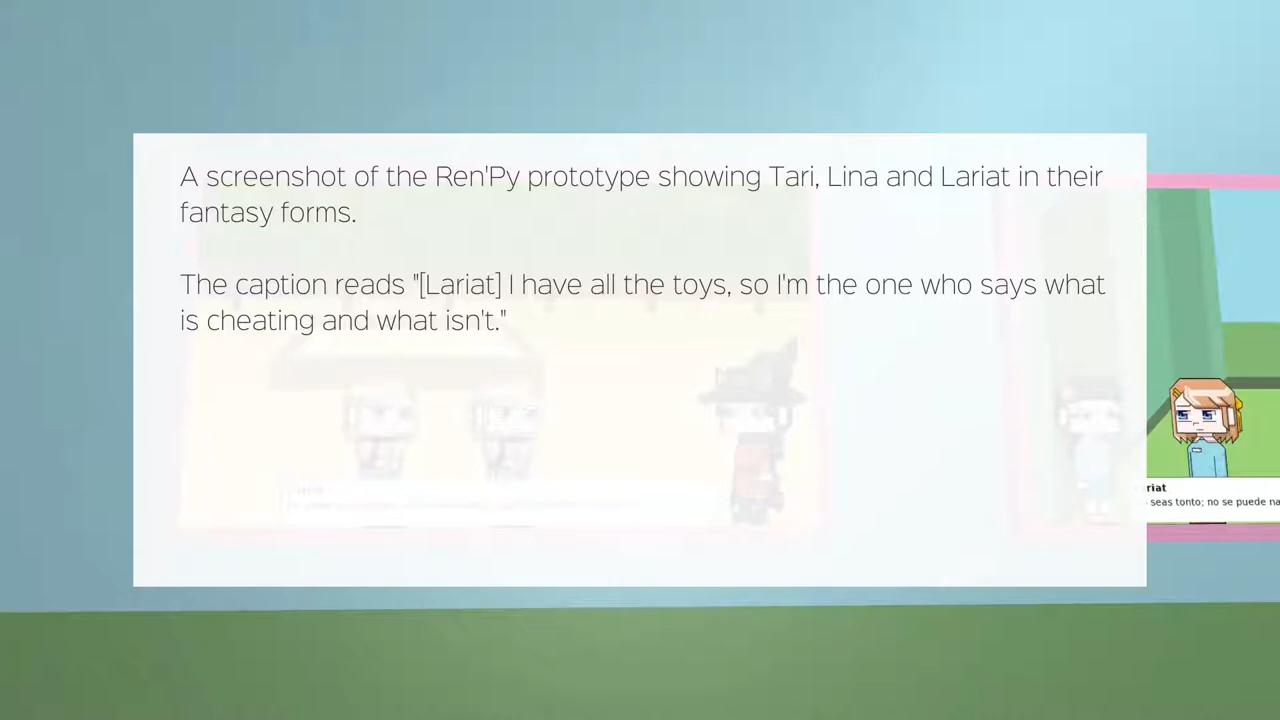 A screenshot of the Ren'Py prototype showing Tari, Lina and Lariat in their
fantasy forms.
The caption reads "[Lariat] I have all the toys, so I'm the one who says what
is cheating and what isn't."
riat
seas tonto; no se puede na